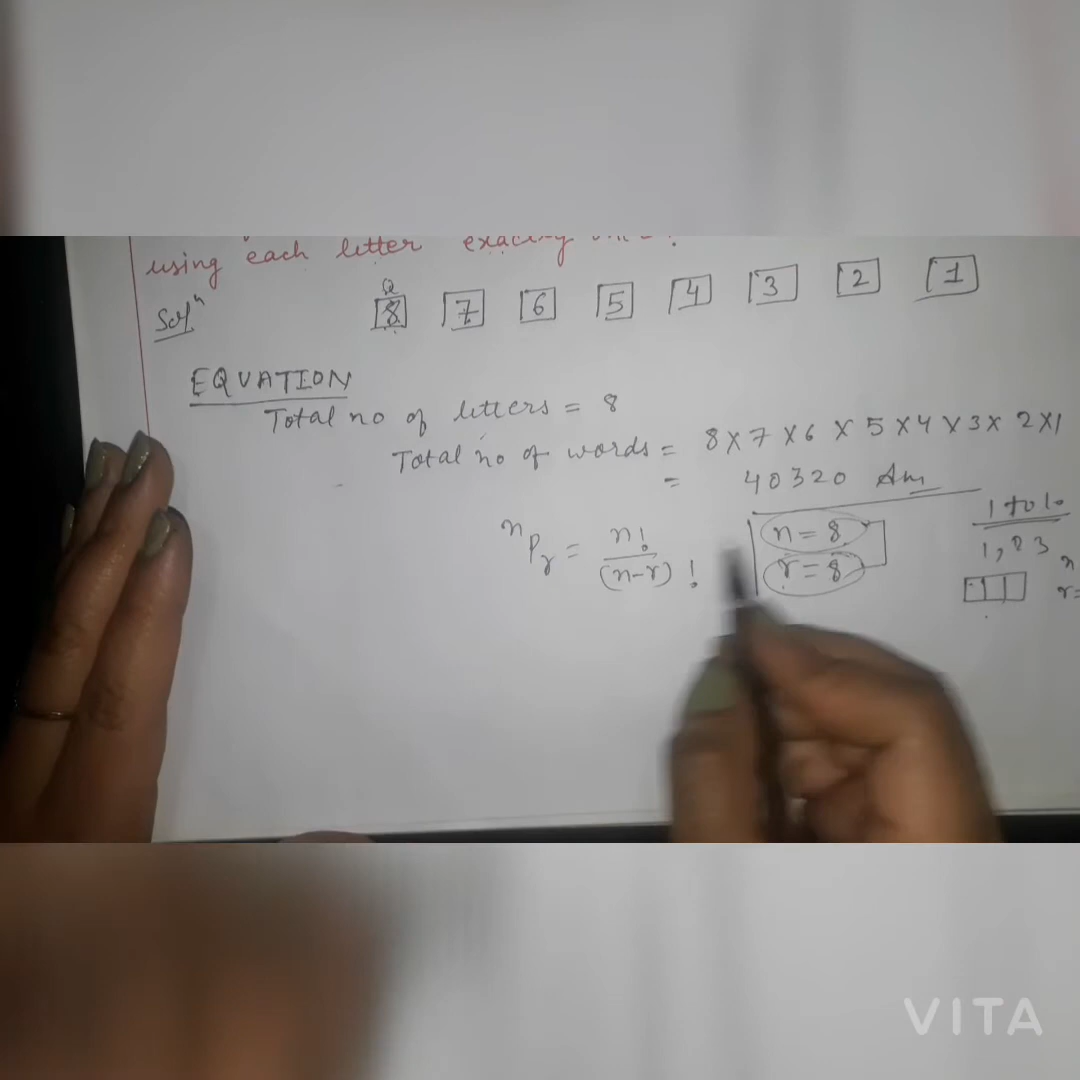 using each letter exactly
Solⁿ
8 7 6 5 4 3 2 1
EQUATION
Total no of letters = 8
Total no of words = 8 X 7 X 6 X 5 X 4 X 3 X 2 X 1
= 40320 Ans
ⁿPᵣ = n! / (n-r)!
n = 8
r = 8
1 to 10
1, 2 3
n
r=
VITA